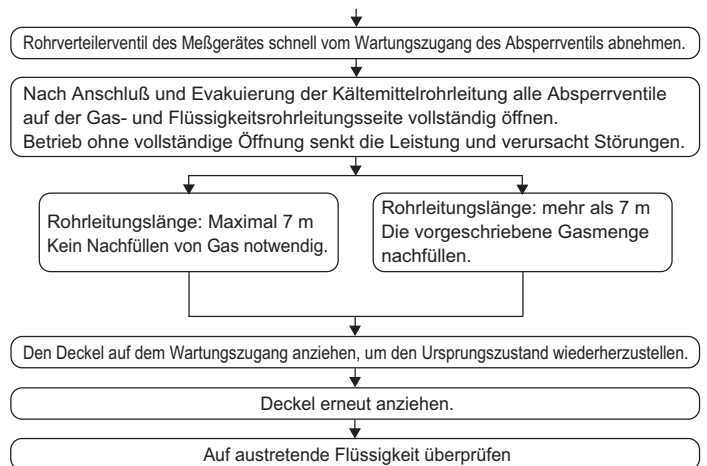 Rohrverteilerventil des Meßgerätes schnell vom Wartungszugang des Absperrventils abnehmen.
Nach Anschluß und Evakuierung der Kältemittelrohrleitung alle Absperrventile
auf der Gas- und Flüssigkeitsrohrleitungsseite vollständig öffnen.
Betrieb ohne vollständige Öffnung senkt die Leistung und verursacht Störungen.
Rohrleitungslänge: Maximal 7 m
Kein Nachfüllen von Gas notwendig.
Rohrleitungslänge: mehr als 7 m
Die vorgeschriebene Gasmenge
nachfüllen.
Den Deckel auf dem Wartungszugang anziehen, um den Ursprungszustand wiederherzustellen.
Deckel erneut anziehen.
Auf austretende Flüssigkeit überprüfen